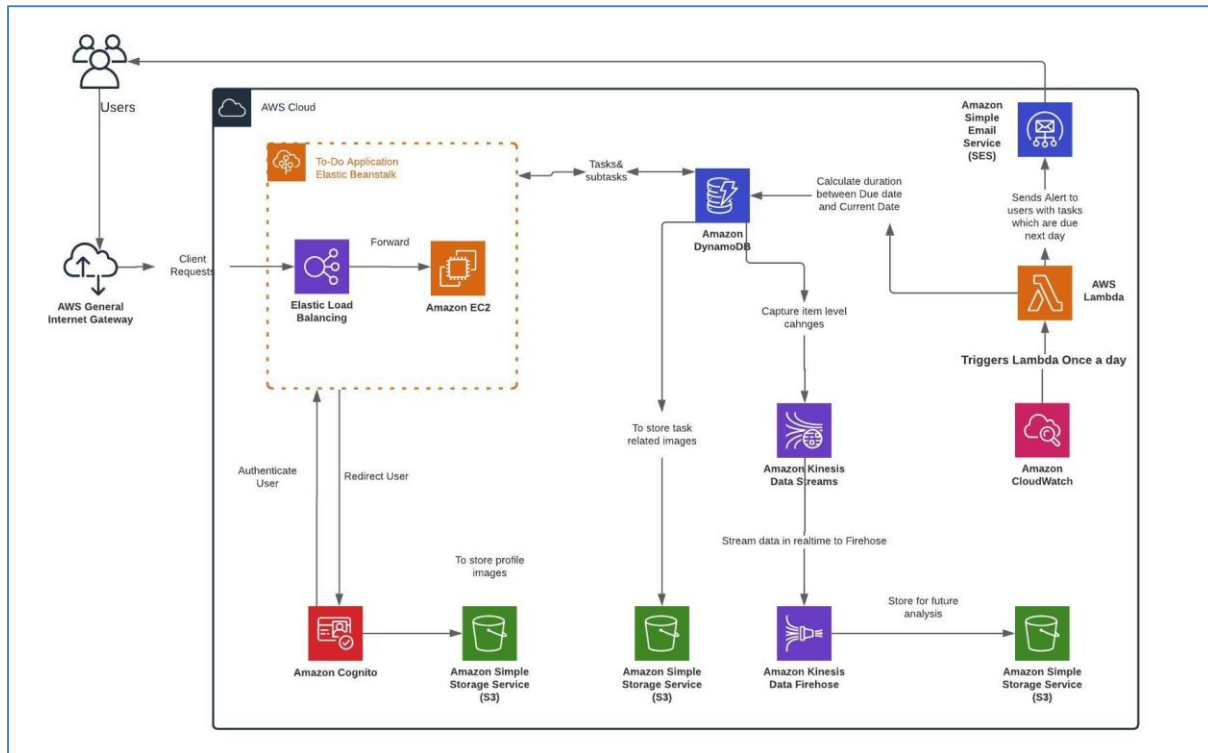 Users
AWS Cloud
Amazon
Simple
Email
Service
(SES)
To-Do Application
Elastic Beanstalk
Tasks&
subtasks
Calculate duration
between Due date
and Current Date
Sends Alert to
users with tasks
which are due
next day
Amazon
DynamoDB
Client
Requests
Forward
AWS General
Internet Gateway
Elastic Load
Balancing
Amazon EC2
AWS
Lambda
Capture item level
cahnges
Triggers Lambda Once a day
To store task
related images
Amazon Kinesis
Data Streams
Amazon
CloudWatch
Authenticate
User
Redirect User
Stream data in realtime to Firehose
To store profile
images
Store for future
analysis
Amazon Cognito
Amazon Simple
Storage Service
(S3)
Amazon Simple
Storage Service
(S3)
Amazon Kinesis
Data Firehose
Amazon Simple
Storage Service
(S3)